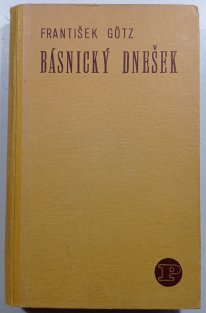 FRANTIŠEK GÖTZ
BÁSNICKÝ DNEŠEK
P